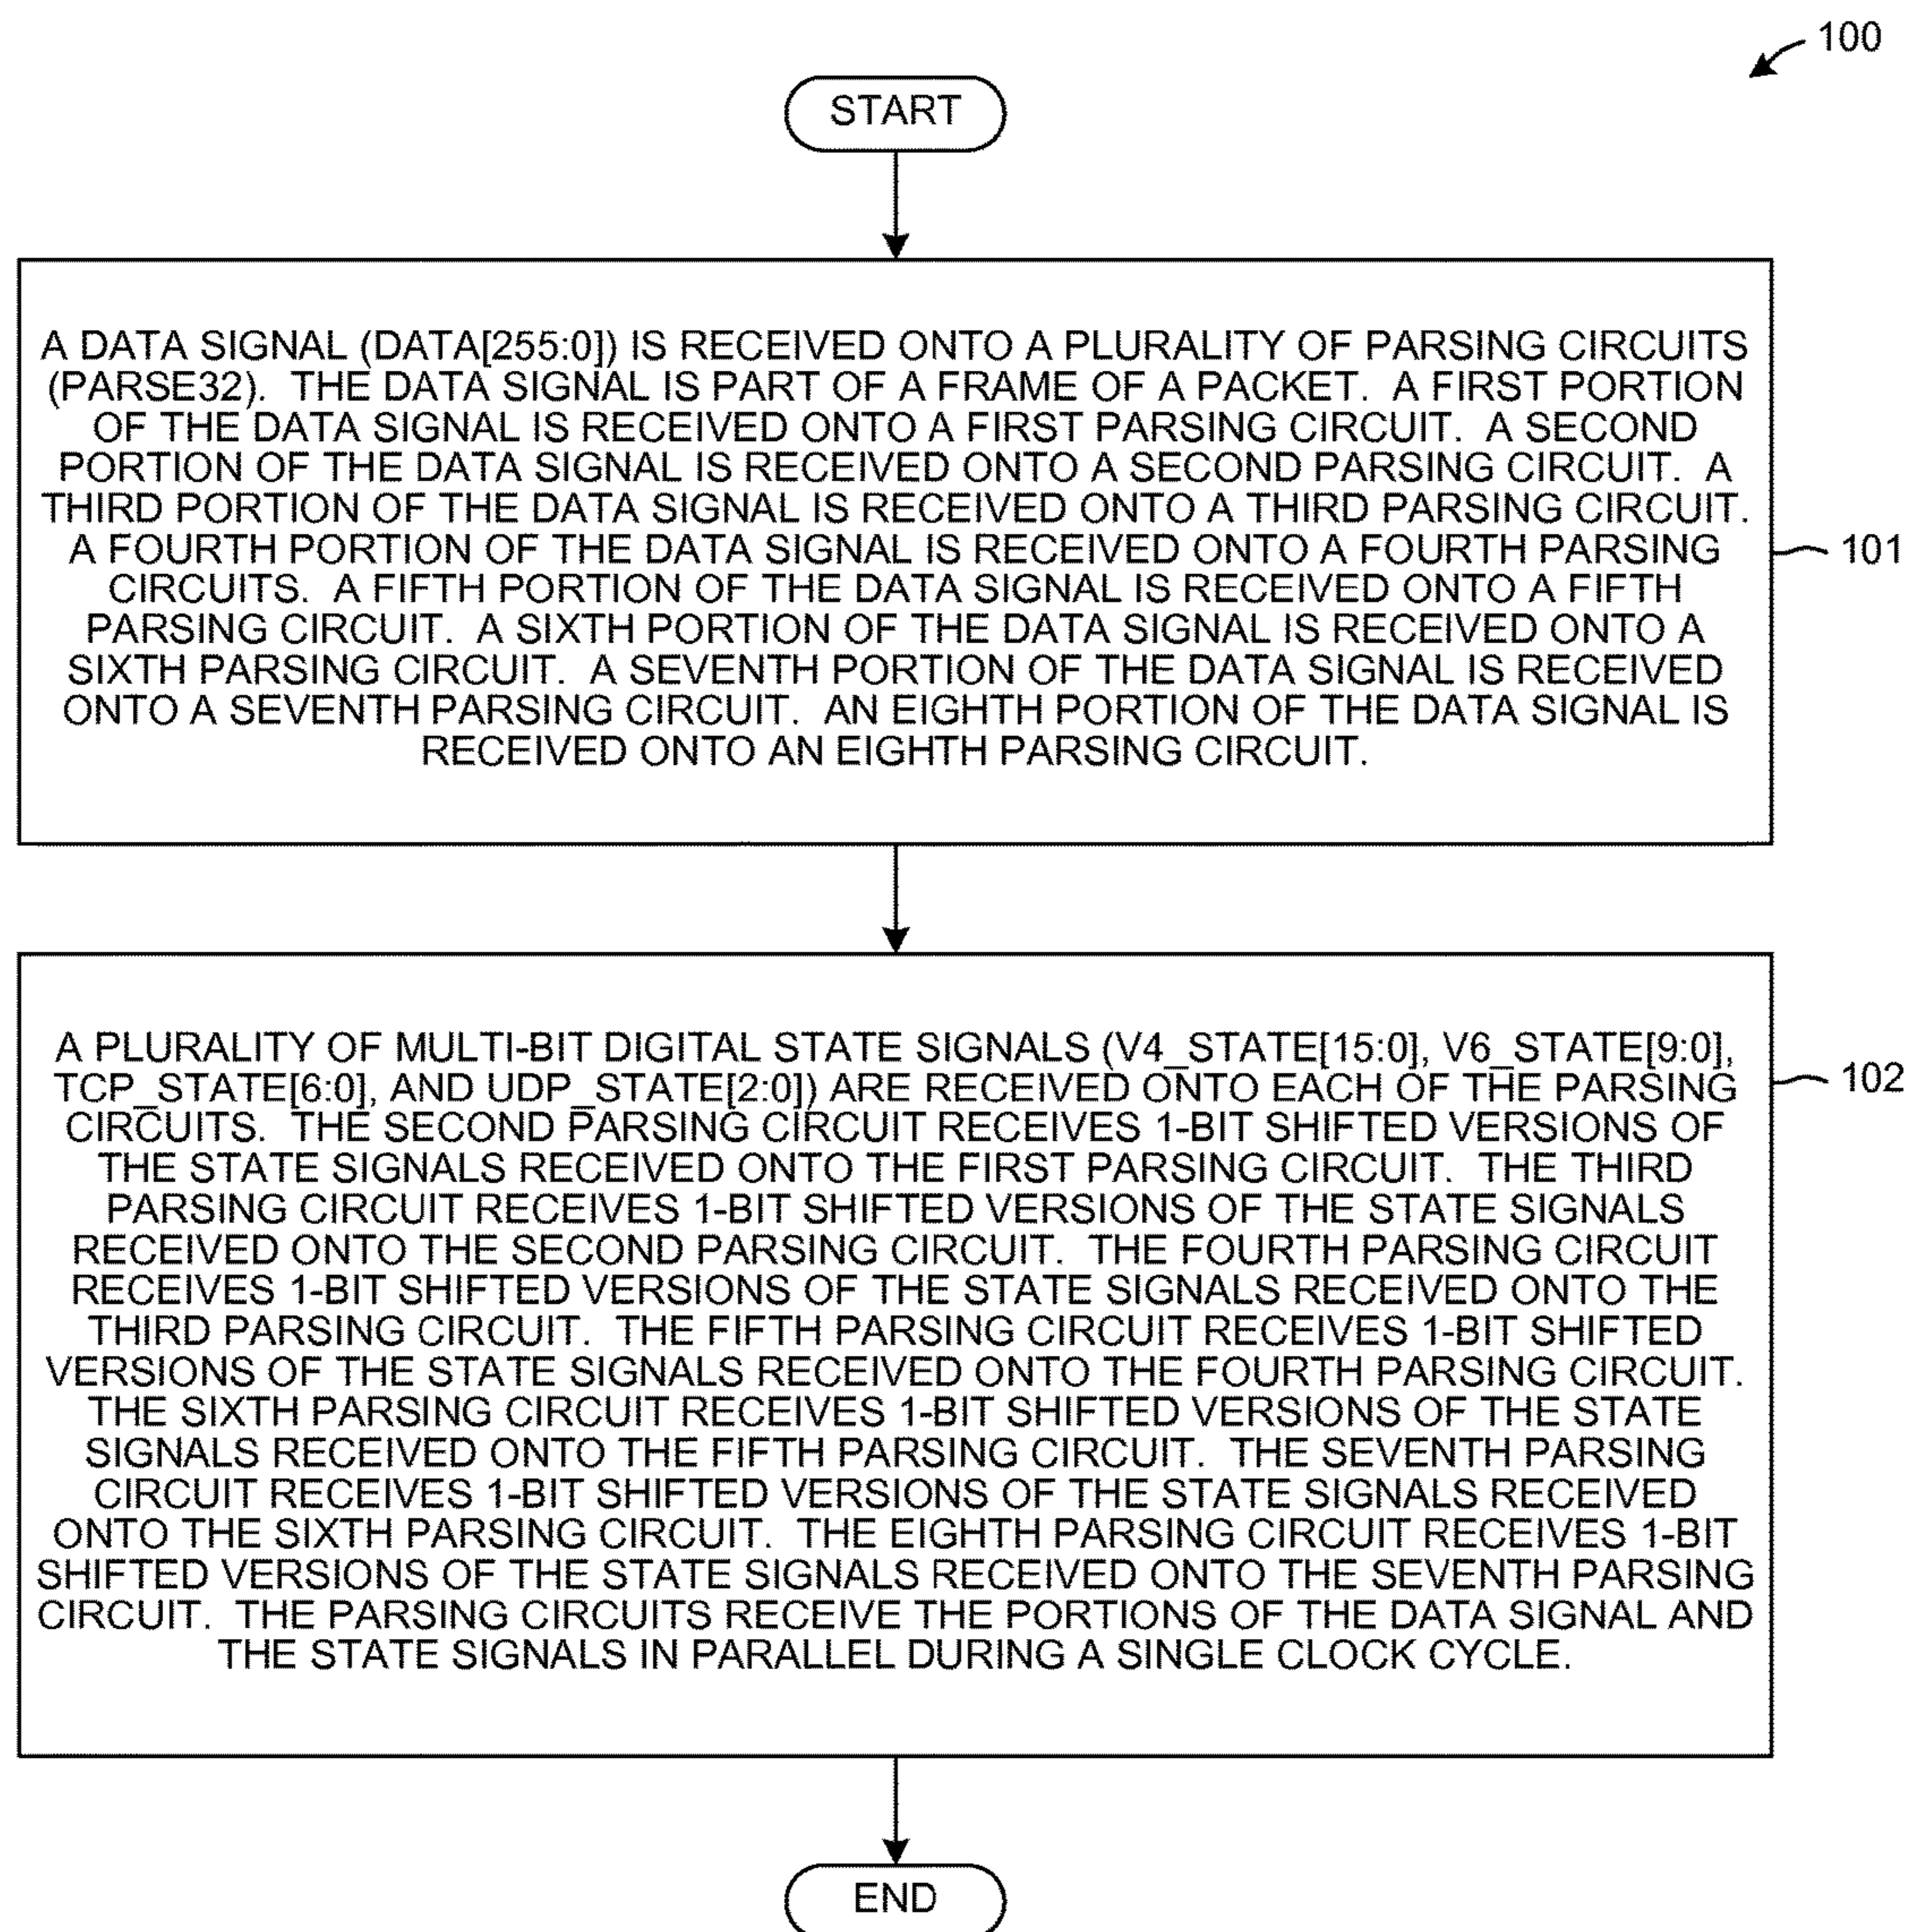 100
START
A DATA SIGNAL (DATA[255:0]) IS RECEIVED ONTO A PLURALITY OF PARSING CIRCUITS
(PARSE32). THE DATA SIGNAL IS PART OF A FRAME OF A PACKET. A FIRST PORTION
OF THE DATA SIGNAL IS RECEIVED ONTO A FIRST PARSING CIRCUIT. A SECOND
PORTION OF THE DATA SIGNAL IS RECEIVED ONTO A SECOND PARSING CIRCUIT. A
THIRD PORTION OF THE DATA SIGNAL IS RECEIVED ONTO A THIRD PARSING CIRCUIT.
A FOURTH PORTION OF THE DATA SIGNAL IS RECEIVED ONTO A FOURTH PARSING
CIRCUITS. A FIFTH PORTION OF THE DATA SIGNAL IS RECEIVED ONTO A FIFTH
PARSING CIRCUIT. A SIXTH PORTION OF THE DATA SIGNAL IS RECEIVED ONTO A
SIXTH PARSING CIRCUIT. A SEVENTH PORTION OF THE DATA SIGNAL IS RECEIVED
ONTO A SEVENTH PARSING CIRCUIT. AN EIGHTH PORTION OF THE DATA SIGNAL IS
RECEIVED ONTO AN EIGHTH PARSING CIRCUIT.
101
A PLURALITY OF MULTI-BIT DIGITAL STATE SIGNALS (V4_STATE[15:0], V6_STATE[9:0],
TCP_STATE[6:0], AND UDP_STATE[2:0]) ARE RECEIVED ONTO EACH OF THE PARSING
CIRCUITS. THE SECOND PARSING CIRCUIT RECEIVES 1-BIT SHIFTED VERSIONS OF
THE STATE SIGNALS RECEIVED ONTO THE FIRST PARSING CIRCUIT. THE THIRD
PARSING CIRCUIT RECEIVES 1-BIT SHIFTED VERSIONS OF THE STATE SIGNALS
RECEIVED ONTO THE SECOND PARSING CIRCUIT. THE FOURTH PARSING CIRCUIT
RECEIVES 1-BIT SHIFTED VERSIONS OF THE STATE SIGNALS RECEIVED ONTO THE
THIRD PARSING CIRCUIT. THE FIFTH PARSING CIRCUIT RECEIVES 1-BIT SHIFTED
VERSIONS OF THE STATE SIGNALS RECEIVED ONTO THE FOURTH PARSING CIRCUIT.
THE SIXTH PARSING CIRCUIT RECEIVES 1-BIT SHIFTED VERSIONS OF THE STATE
SIGNALS RECEIVED ONTO THE FIFTH PARSING CIRCUIT. THE SEVENTH PARSING
CIRCUIT RECEIVES 1-BIT SHIFTED VERSIONS OF THE STATE SIGNALS RECEIVED
ONTO THE SIXTH PARSING CIRCUIT. THE EIGHTH PARSING CIRCUIT RECEIVES 1-BIT
SHIFTED VERSIONS OF THE STATE SIGNALS RECEIVED ONTO THE SEVENTH PARSING
CIRCUIT. THE PARSING CIRCUITS RECEIVE THE PORTIONS OF THE DATA SIGNAL AND
THE STATE SIGNALS IN PARALLEL DURING A SINGLE CLOCK CYCLE.
102
END